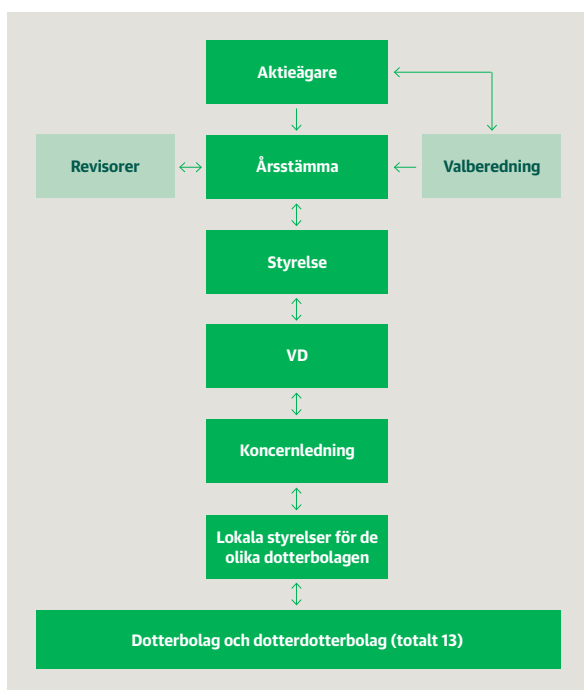 Aktieägare
Revisorer
Årsstämma
Valberedning
Styrelse
VD
Koncernledning
Lokala styrelser för de
olika dotterbolagen
Dotterbolag och dotterdotterbolag (totalt 13)